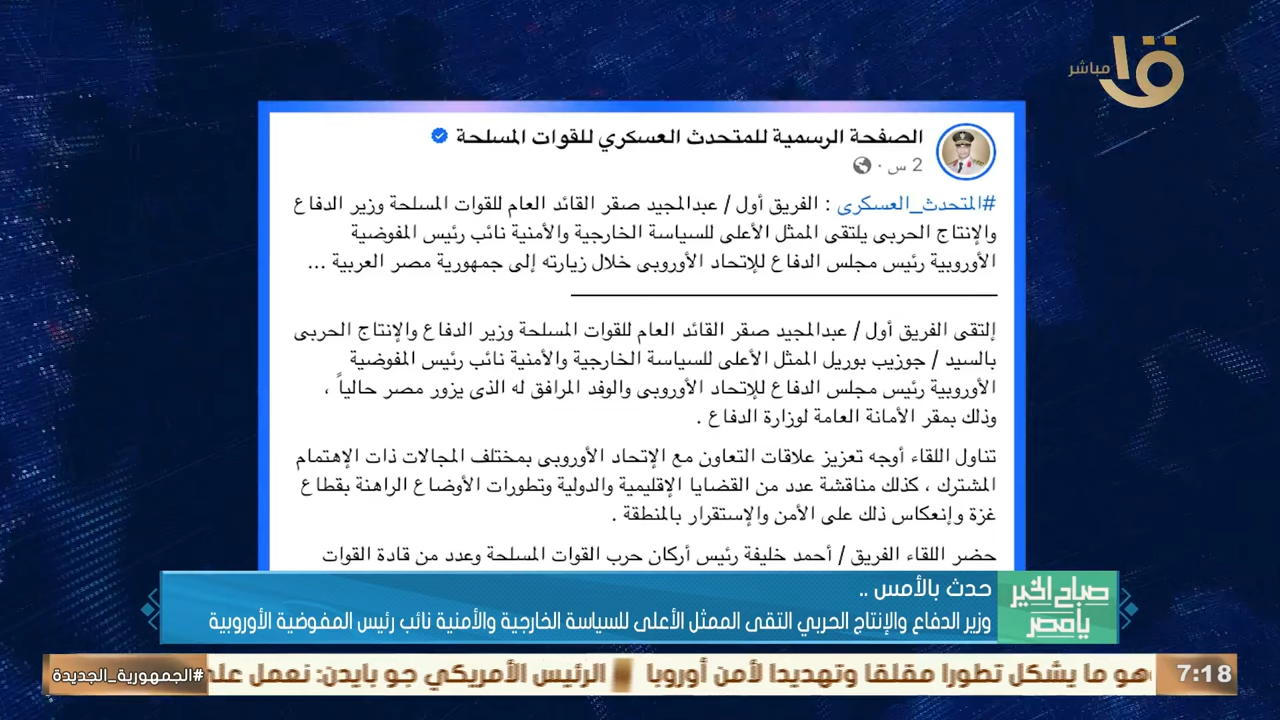 مباشر
الصفحة الرسمية للمتحدث العسكري للقوات المسلحة
2 س ·
#المتحدث_العسكرى : الفريق أول / عبدالمجيد صقر القائد العام للقوات المسلحة وزير الدفاع
والإنتاج الحربى يلتقى الممثل الأعلى للسياسة الخارجية والأمنية نائب رئيس المفوضية
الأوروبية رئيس مجلس الدفاع للإتحاد الأوروبى خلال زيارته إلى جمهورية مصر العربية ...
إلتقى الفريق أول / عبدالمجيد صقر القائد العام للقوات المسلحة وزير الدفاع والإنتاج الحربى
بالسيد / جوزيب بوريل الممثل الأعلى للسياسة الخارجية والأمنية نائب رئيس المفوضية
الأوروبية رئيس مجلس الدفاع للإتحاد الأوروبى والوفد المرافق له الذى يزور مصر حالياً ،
وذلك بمقر الأمانة العامة لوزارة الدفاع .
تناول اللقاء أوجه تعزيز علاقات التعاون مع الإتحاد الأوروبى بمختلف المجالات ذات الإهتمام
المشترك ، كذلك مناقشة عدد من القضايا الإقليمية والدولية وتطورات الأوضاع الراهنة بقطاع
غزة وإنعكاس ذلك على الأمن والإستقرار بالمنطقة .
حضر اللقاء الفريق / أحمد خليفة رئيس أركان حرب القوات المسلحة وعدد من قادة القوات
صباح الخير
يا مصر
حدث بالأمس ..
وزير الدفاع والإنتاج الحربي التقى الممثل الأعلى للسياسة الخارجية والأمنية نائب رئيس المفوضية الأوروبية
7:18
وهو ما يشكل تطورا مقلقا وتهديدا لأمن أوروبا الرئيس الأمريكي جو بايدن: نعمل على
#الجمهورية_الجديدة